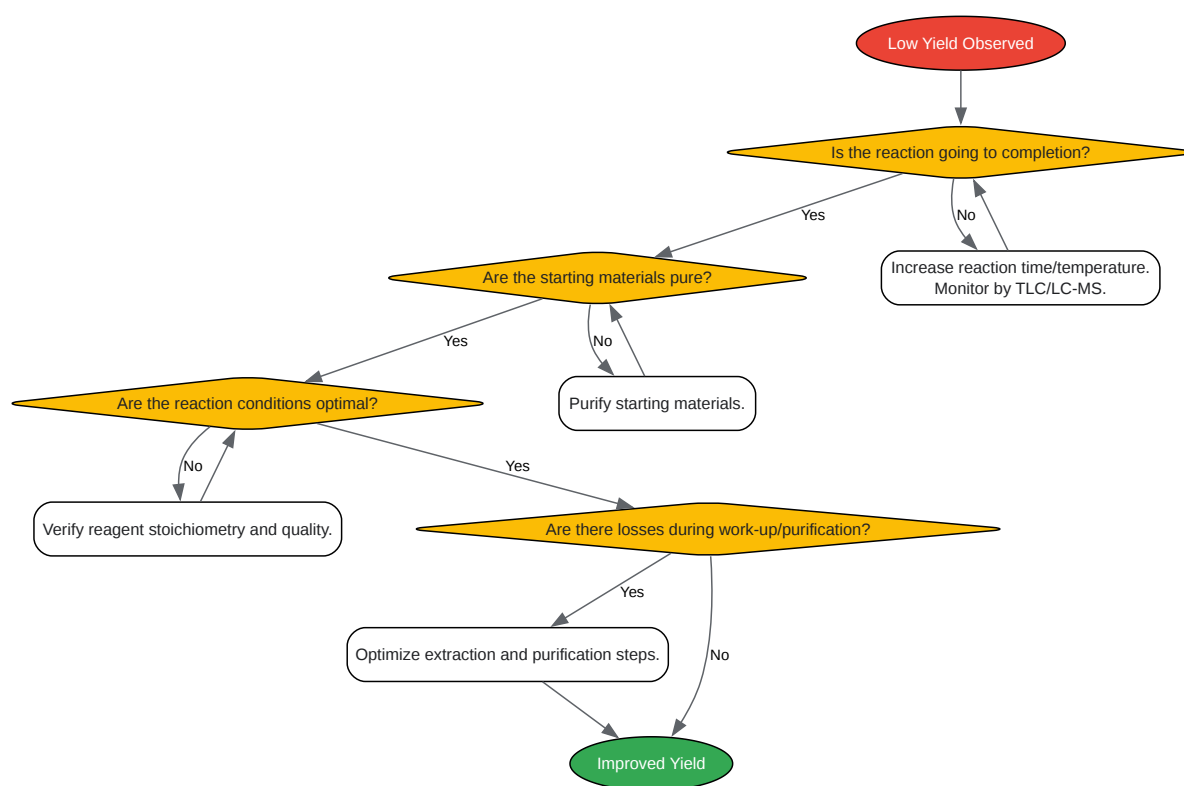 Low Yield Observed
Is the reaction going to completion?
Yes
No
Increase reaction time/temperature.
Monitor by TLC/LC-MS.
Are the starting materials pure?
Yes
No
Purify starting materials.
Are the reaction conditions optimal?
No
Yes
Verify reagent stoichiometry and quality.
Are there losses during work-up/purification?
Yes
No
Optimize extraction and purification steps.
Improved Yield